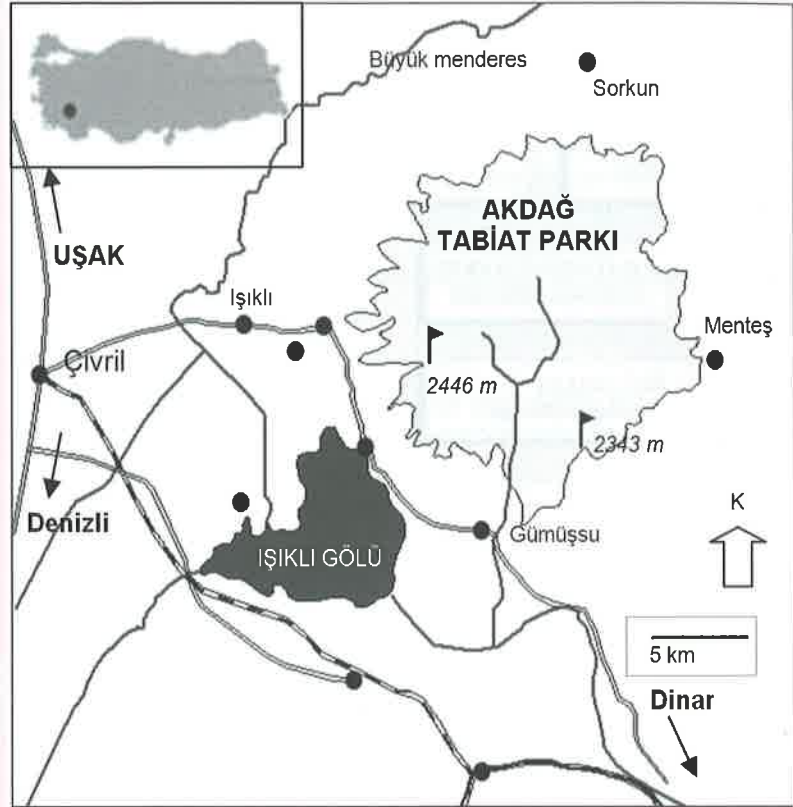 Büyük menderes
Sorkun
AKDAĞ
TABİAT PARKI
UŞAK
Işıklı
Menteş
Çivril
2446 m
2343 m
K
Denizli
Gümüşsu
IŞIKLI GÖLÜ
5 km
Dinar